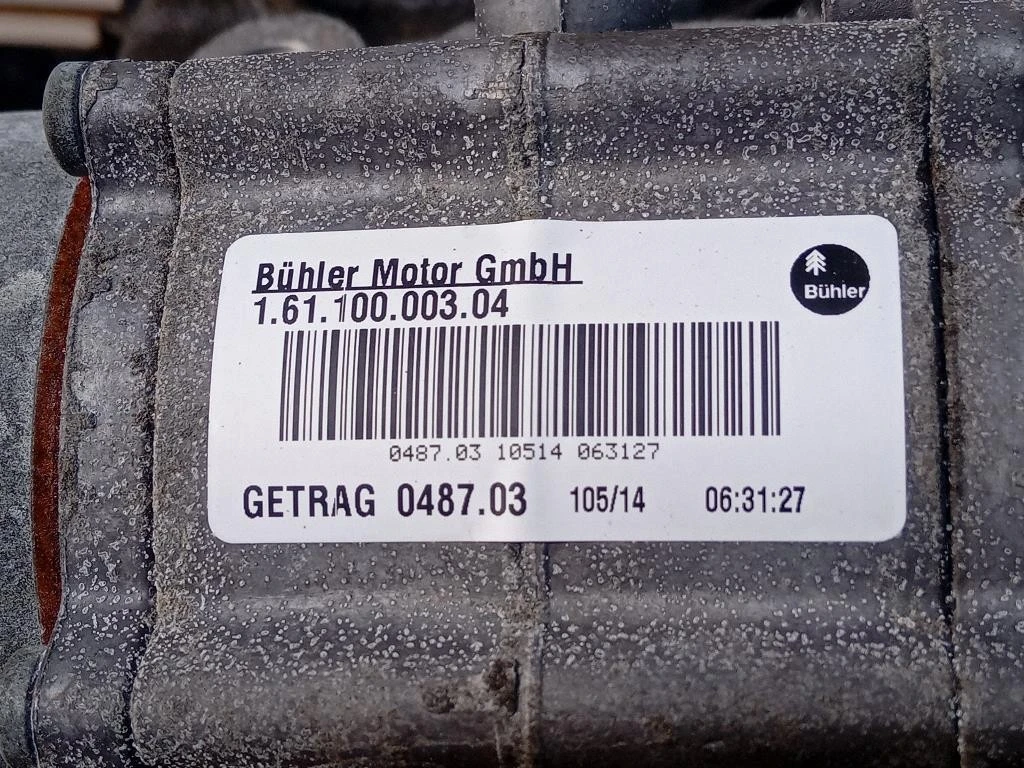 Bühler Motor GmbH
1.61.100.003.04
Bühler
0487.03 10514 063127
GETRAG 0487.03 105/14 06:31:27